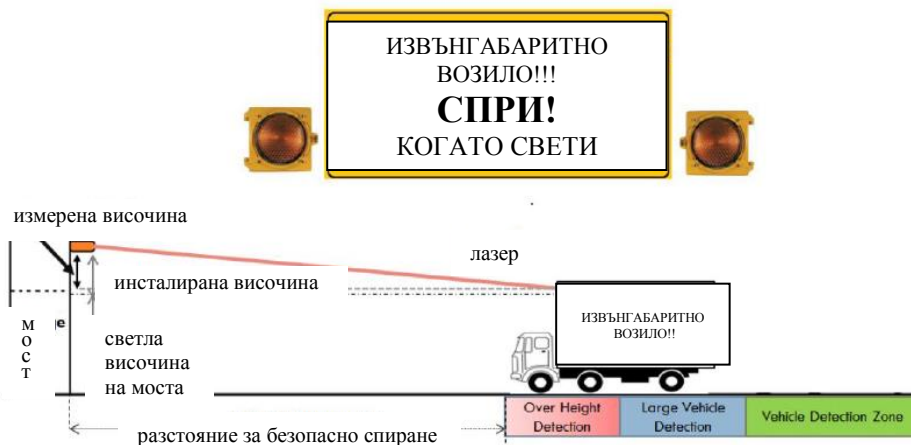 ИЗВЪНГАБАРИТНО
ВОЗИЛО!!!
СПРИ!
КОГАТО СВЕТИ
измерена височина
лазер
инсталирана височина
ИЗВЪНГАБАРИТНО
ВОЗИЛО!!
мост
светла
височина
на моста
Over Height
Detection
Large Vehicle
Detection
Vehicle Detection Zone
разстояние за безопасно спиране